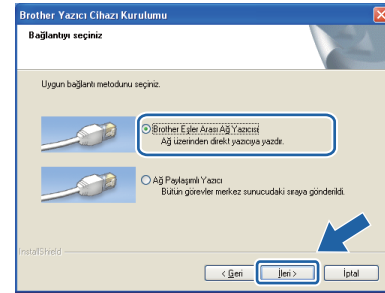 Brother Yazıcı Cihazı Kurulumu
Bağlantıyı seçiniz
Uygun bağlantı metodunu seçiniz.
Brother Eşler Arası Ağ Yazıcısı
Ağ üzerinden direkt yazıcıya yazdır.
Ağ Paylaşımlı Yazıcı
Bütün görevler merkez sunucudaki sıraya gönderildi.
InstallShield
< Geri
İleri >
İptal